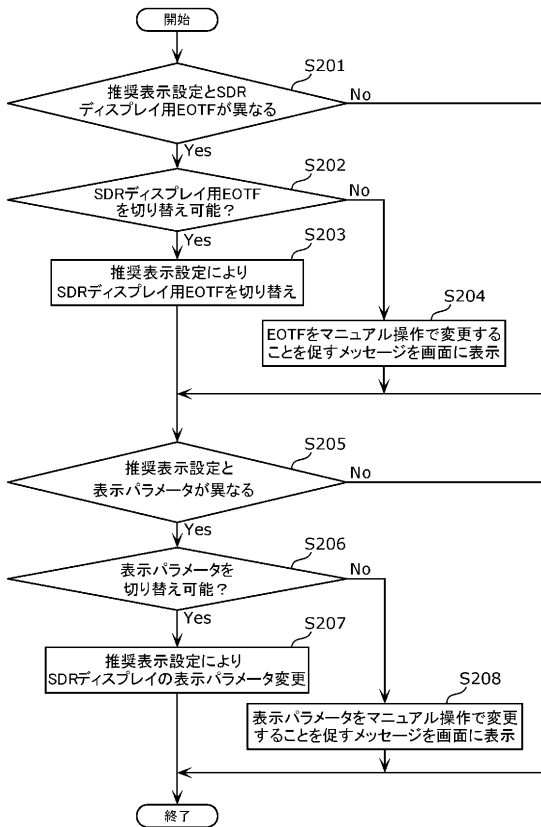 開始
S201
推奨表示設定とSDR
ディスプレイ用EOTFが異なる
No
Yes
S202
SDRディスプレイ用EOTF
を切り替え可能？
No
Yes
S203
推奨表示設定により
SDRディスプレイ用EOTFを切り替え
S204
EOTFをマニュアル操作で変更する
ことを促すメッセージを画面に表示
S205
推奨表示設定と
表示パラメータが異なる
No
Yes
S206
表示パラメータを
切り替え可能？
No
Yes
S207
推奨表示設定により
SDRディスプレイの表示パラメータ変更
S208
表示パラメータをマニュアル操作で変更
することを促すメッセージを画面に表示
終了